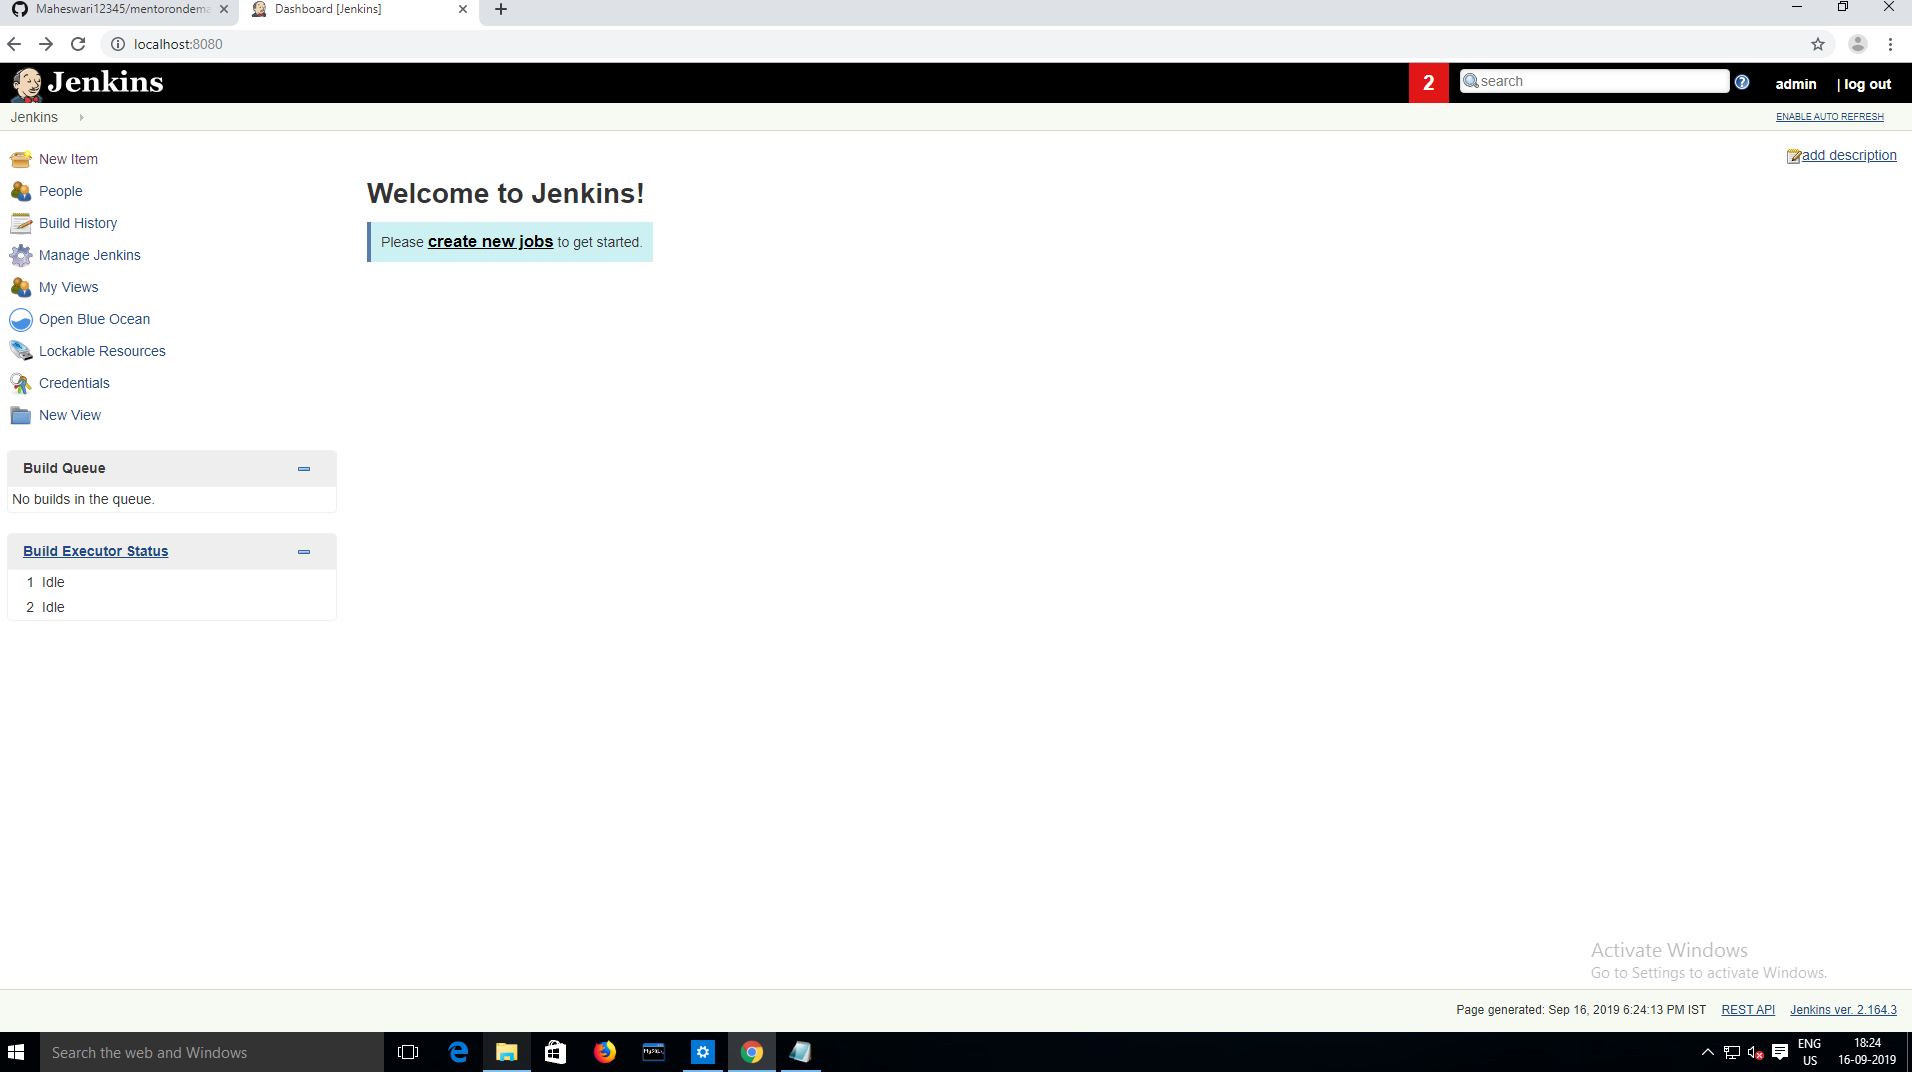 Maheswari12345/mentorondema
Dashboard [Jenkins]
localhost:8080
Jenkins
2
search
admin
| log out
Jenkins
ENABLE AUTO REFRESH
New Item
People
Build History
Manage Jenkins
My Views
Open Blue Ocean
Lockable Resources
Credentials
New View
add description
Welcome to Jenkins!
Please create new jobs to get started.
Build Queue
No builds in the queue.
Build Executor Status
1 Idle
2 Idle
Activate Windows
Go to Settings to activate Windows.
Page generated: Sep 16, 2019 6:24:13 PM IST
REST API
Jenkins ver. 2.164.3
Search the web and Windows
ENG
US
18:24
16-09-2019